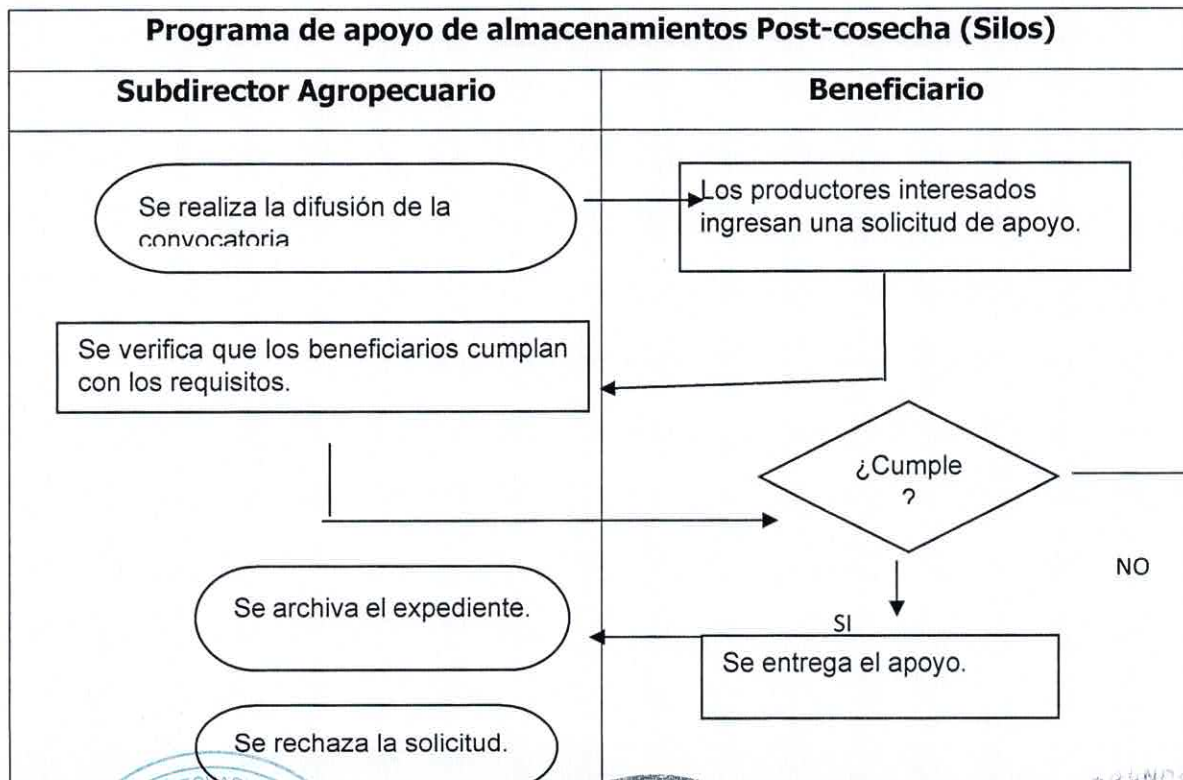 Programa de apoyo de almacenamientos Post-cosecha (Silos)
Subdirector Agropecuario
Beneficiario
Se realiza la difusión de la
convocatoria
Los productores interesados
ingresan una solicitud de apoyo.
Se verifica que los beneficiarios cumplan
con los requisitos.
¿Cumple
?
NO
SI
Se archiva el expediente.
Se entrega el apoyo.
Se rechaza la solicitud.